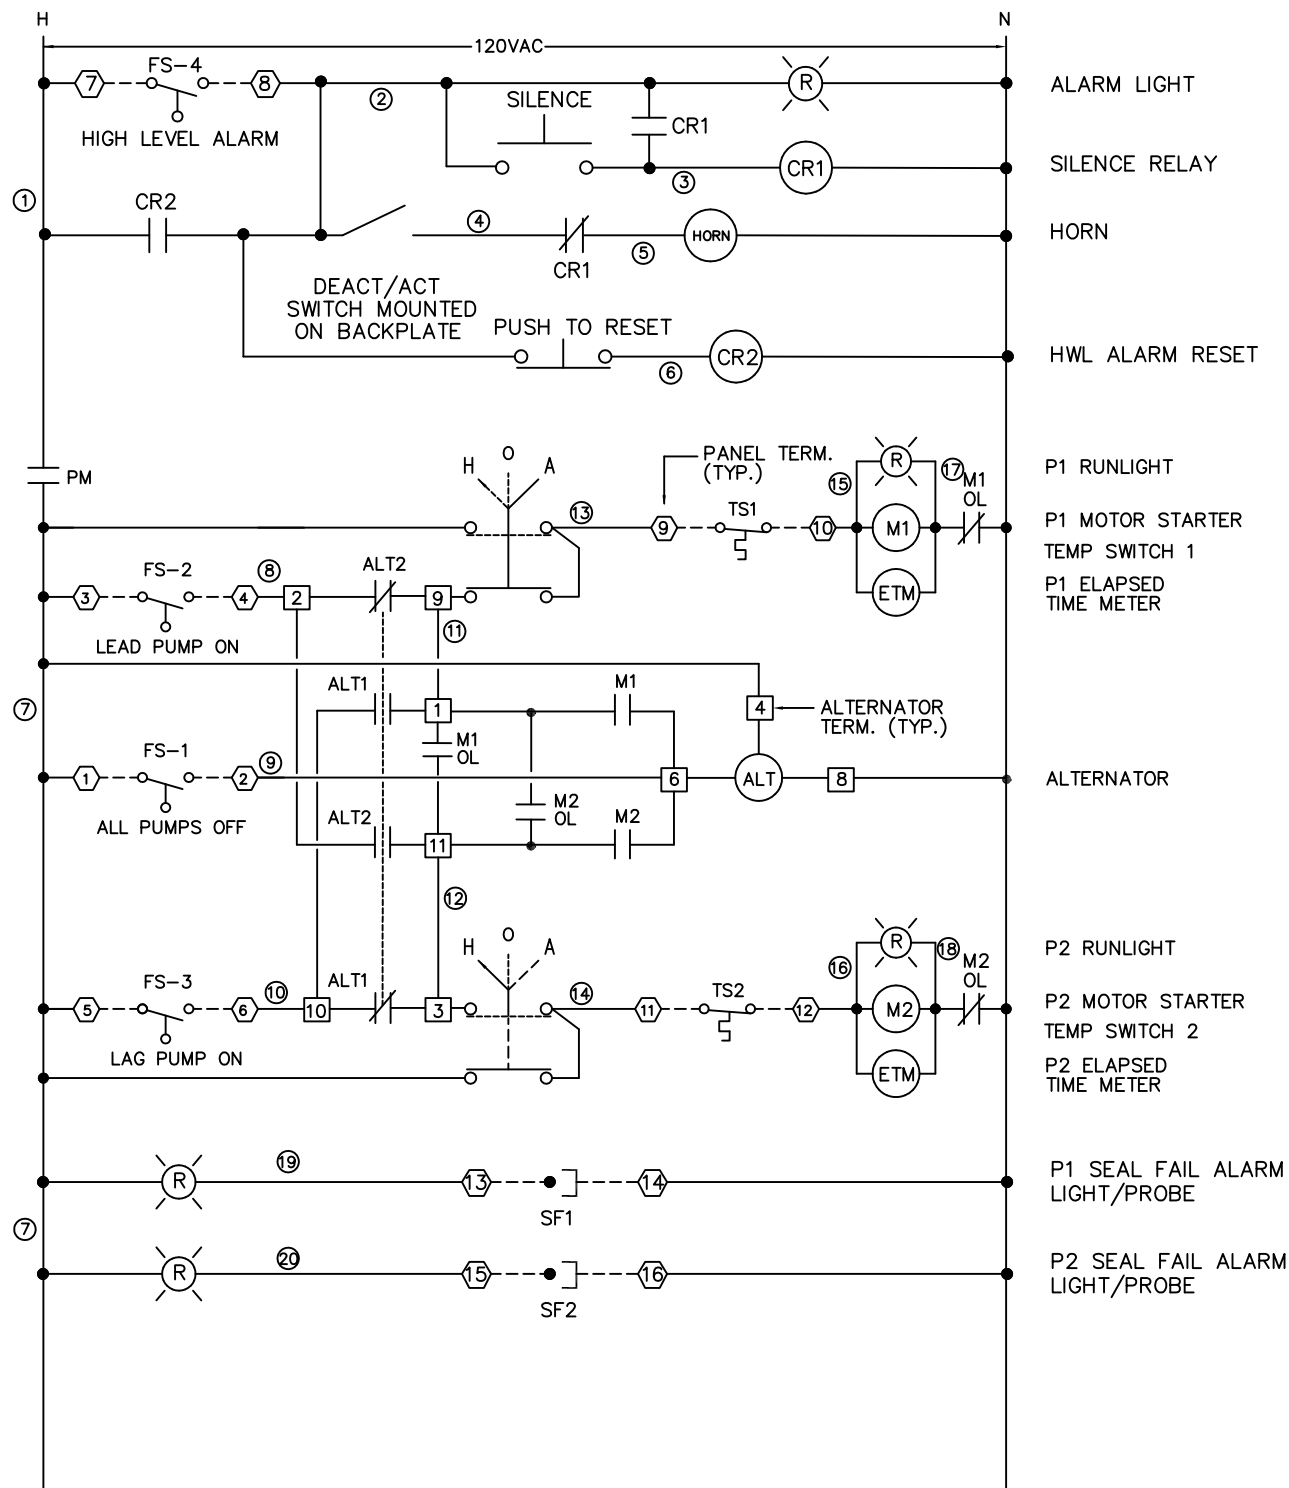 H
N
120VAC
FS-4
7
8
2
SILENCE
CR1
R
ALARM LIGHT
HIGH LEVEL ALARM
3
CR1
SILENCE RELAY
1
CR2
4
CR1
5
HORN
HORN
DEACT/ACT
SWITCH MOUNTED
ON BACKPLATE
PUSH TO RESET
6
CR2
HWL ALARM RESET
PM
H
O
A
PANEL TERM.
(TYP.)
R
15
17
M1
OL
P1 RUNLIGHT
13
9
TS1
10
M1
P1 MOTOR STARTER
TEMP SWITCH 1
FS-2
8
ALT2
3
4
2
9
ETM
P1 ELAPSED
TIME METER
LEAD PUMP ON
11
7
ALT1
1
M1
4
ALTERNATOR
TERM. (TYP.)
M1
OL
FS-1
1
2
9
6
ALT
8
ALTERNATOR
ALL PUMPS OFF
ALT2
11
M2
OL
M2
12
H
O
A
R
16
18
M2
OL
P2 RUNLIGHT
FS-3
5
6
10
10
ALT1
3
14
11
TS2
12
M2
P2 MOTOR STARTER
TEMP SWITCH 2
LAG PUMP ON
ETM
P2 ELAPSED
TIME METER
R
19
13
SF1
14
P1 SEAL FAIL ALARM
LIGHT/PROBE
7
R
20
15
SF2
16
P2 SEAL FAIL ALARM
LIGHT/PROBE